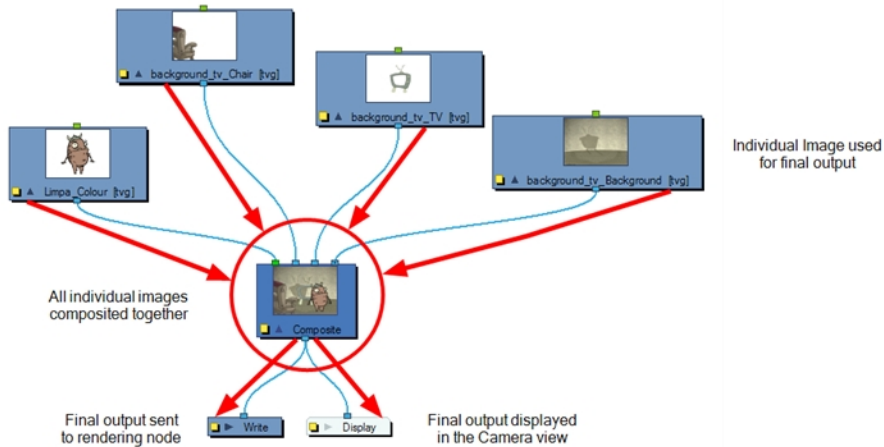 background_tv_Chair [tvg]
background_tv_TV [tvg]
Limpa_Colour [tvg]
background_tv_Background [tvg]
Individual Image used
for final output
All individual images
composited together
Composite
Final output sent
to rendering node
Write
Display
Final output displayed
in the Camera view